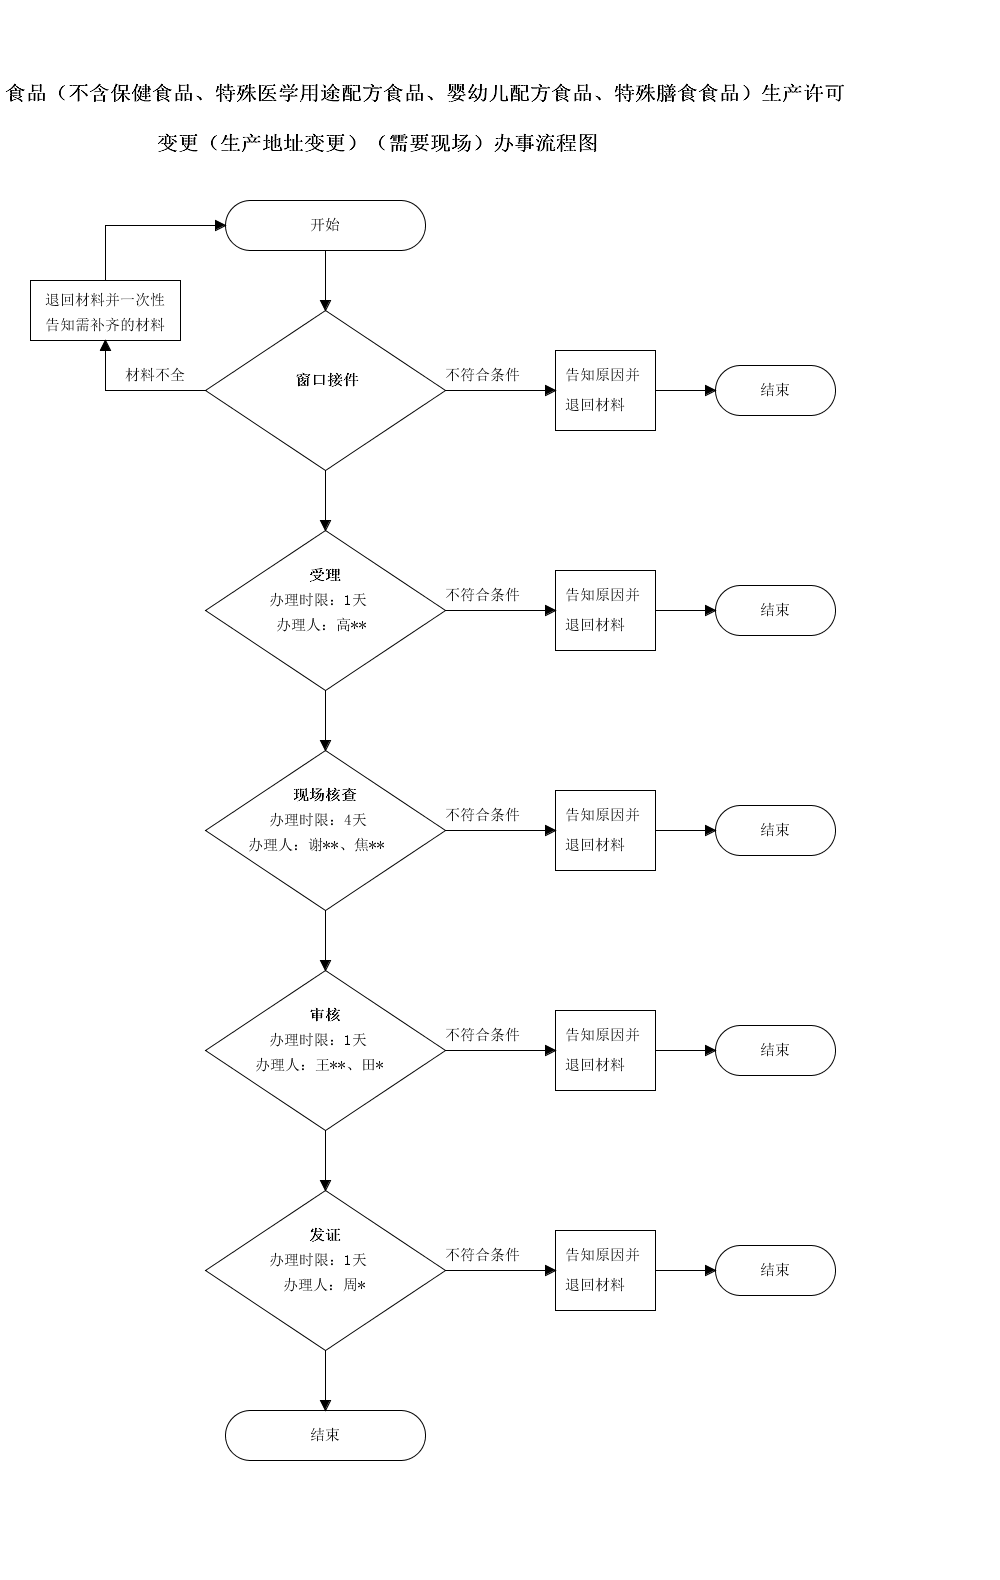 食品（不含保健食品、特殊医学用途配方食品、婴幼儿配方食品、特殊膳食食品）生产许可
变更（生产地址变更）（需要现场）办事流程图
开始
退回材料并一次性
告知需补齐的材料
材料不全
窗口接件
不符合条件
告知原因并
退回材料
结束
受理
办理时限：1天
办理人：高**
不符合条件
告知原因并
退回材料
结束
现场核查
办理时限：4天
办理人：谢**、焦**
不符合条件
告知原因并
退回材料
结束
审核
办理时限：1天
办理人：王**、田*
不符合条件
告知原因并
退回材料
结束
发证
办理时限：1天
办理人：周*
不符合条件
告知原因并
退回材料
结束
结束